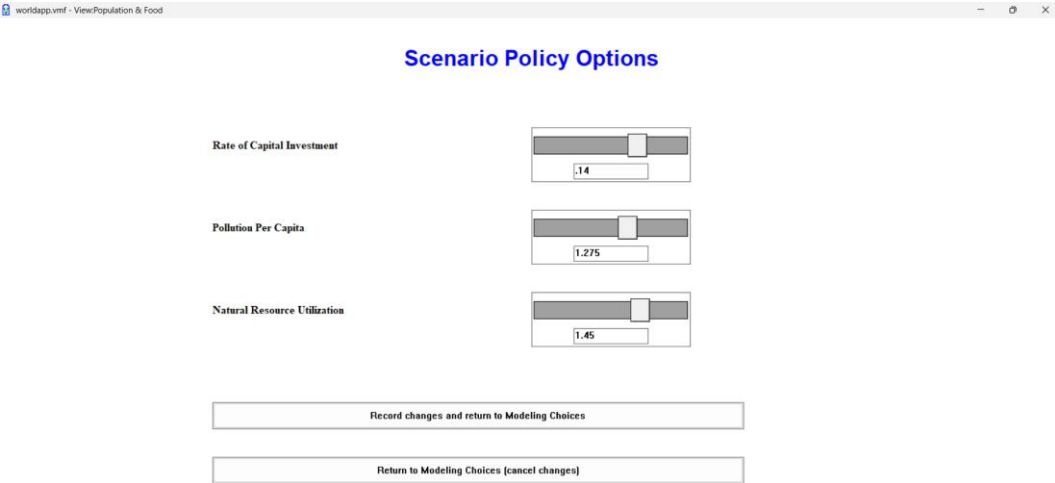 worldapp.vmf - View:Population & Food
Scenario Policy Options
Rate of Capital Investment
.14
Pollution Per Capita
1.275
Natural Resource Utilization
1.45
Record changes and return to Modeling Choices
Return to Modeling Choices (cancel changes)